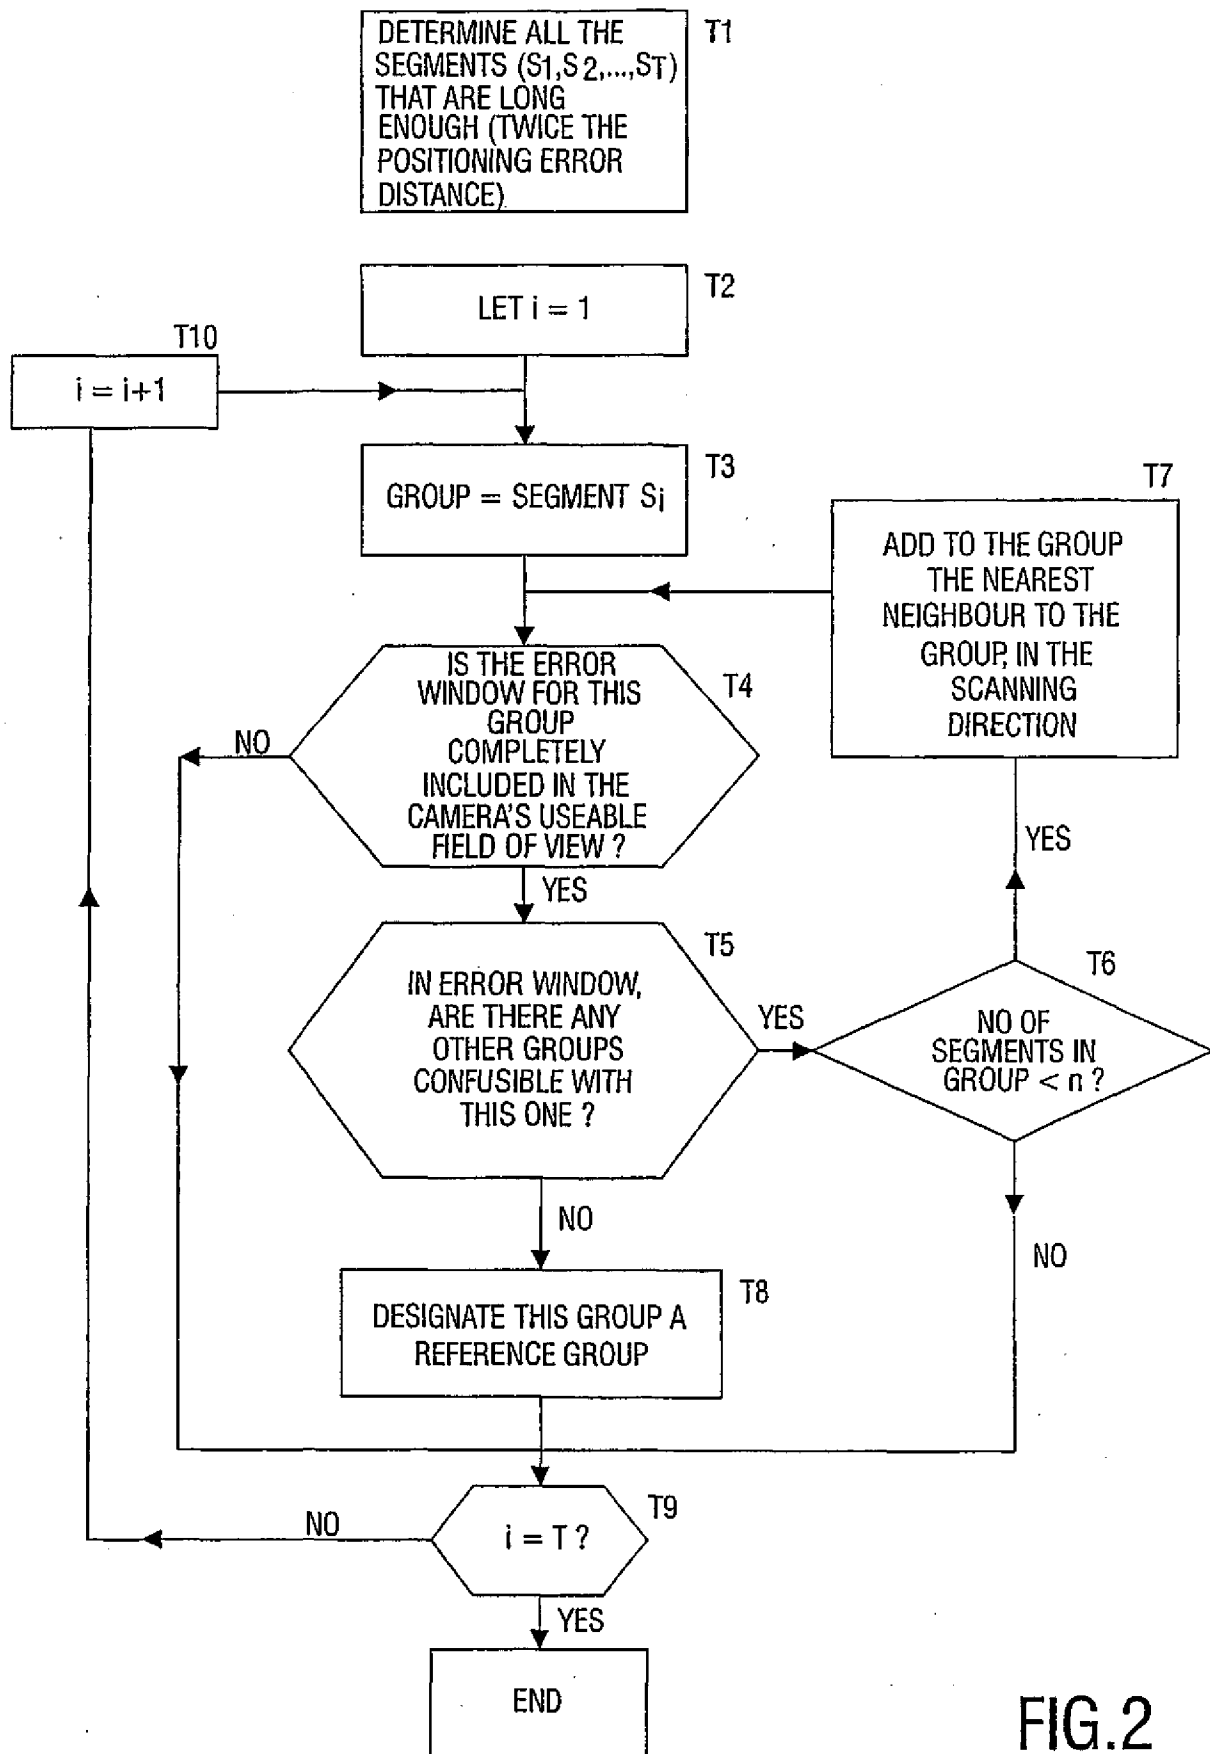 DETERMINE ALL THE
SEGMENTS (S1,S2,...,ST)
THAT ARE LONG
ENOUGH (TWICE THE
POSITIONING ERROR
DISTANCE)
T1
LET i = 1
T2
T10
i = i+1
GROUP = SEGMENT Si
T3
T7
ADD TO THE GROUP
THE NEAREST
NEIGHBOUR TO THE
GROUP, IN THE
SCANNING
DIRECTION
IS THE ERROR
WINDOW FOR THIS
GROUP
COMPLETELY
INCLUDED IN THE
CAMERA'S USEABLE
FIELD OF VIEW ?
T4
NO
YES
YES
IN ERROR WINDOW,
ARE THERE ANY
OTHER GROUPS
CONFUSIBLE WITH
THIS ONE ?
T5
YES
T6
NO OF
SEGMENTS IN
GROUP < n ?
NO
NO
DESIGNATE THIS GROUP A
REFERENCE GROUP
T8
i = T ?
T9
NO
YES
END
FIG.2